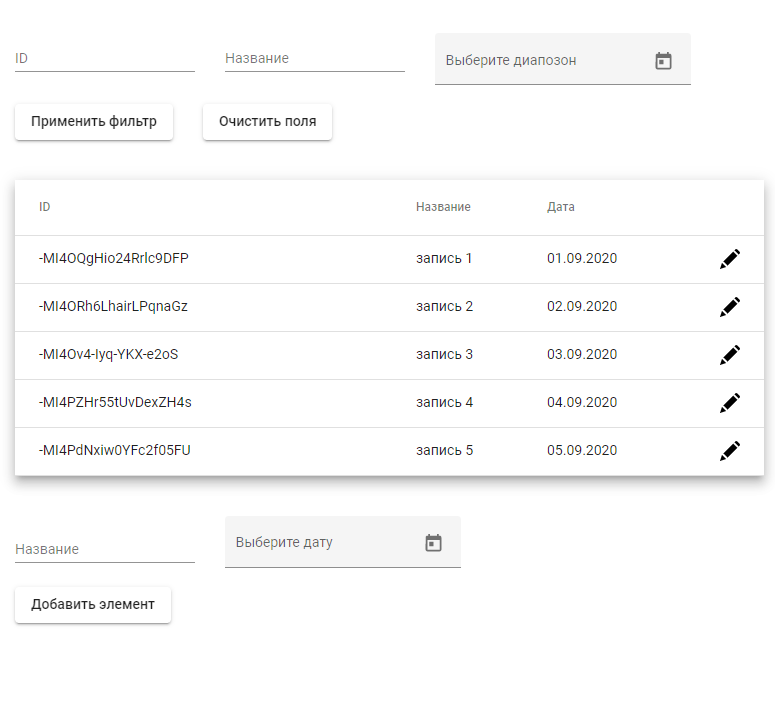 ID Название Выберите диапозон
Применить фильтр Очистить поля
ID Название Дата
-MI4OQgHio24Rrlc9DFP запись 1 01.09.2020
-MI4ORh6LhairLPqnaGz запись 2 02.09.2020
-MI4Ov4-Iyq-YKX-e2oS запись 3 03.09.2020
-MI4PZHr55tUvDexZH4s запись 4 04.09.2020
-MI4PdNxiw0YFc2f05FU запись 5 05.09.2020
Название Выберите дату
Добавить элемент